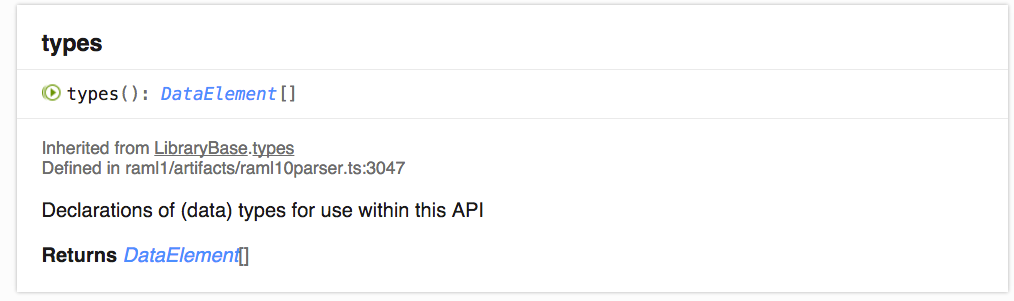 types
types(): DataElement[]
Inherited from LibraryBase.types
Defined in raml1/artifacts/raml10parser.ts:3047
Declarations of (data) types for use within this API
Returns DataElement[]